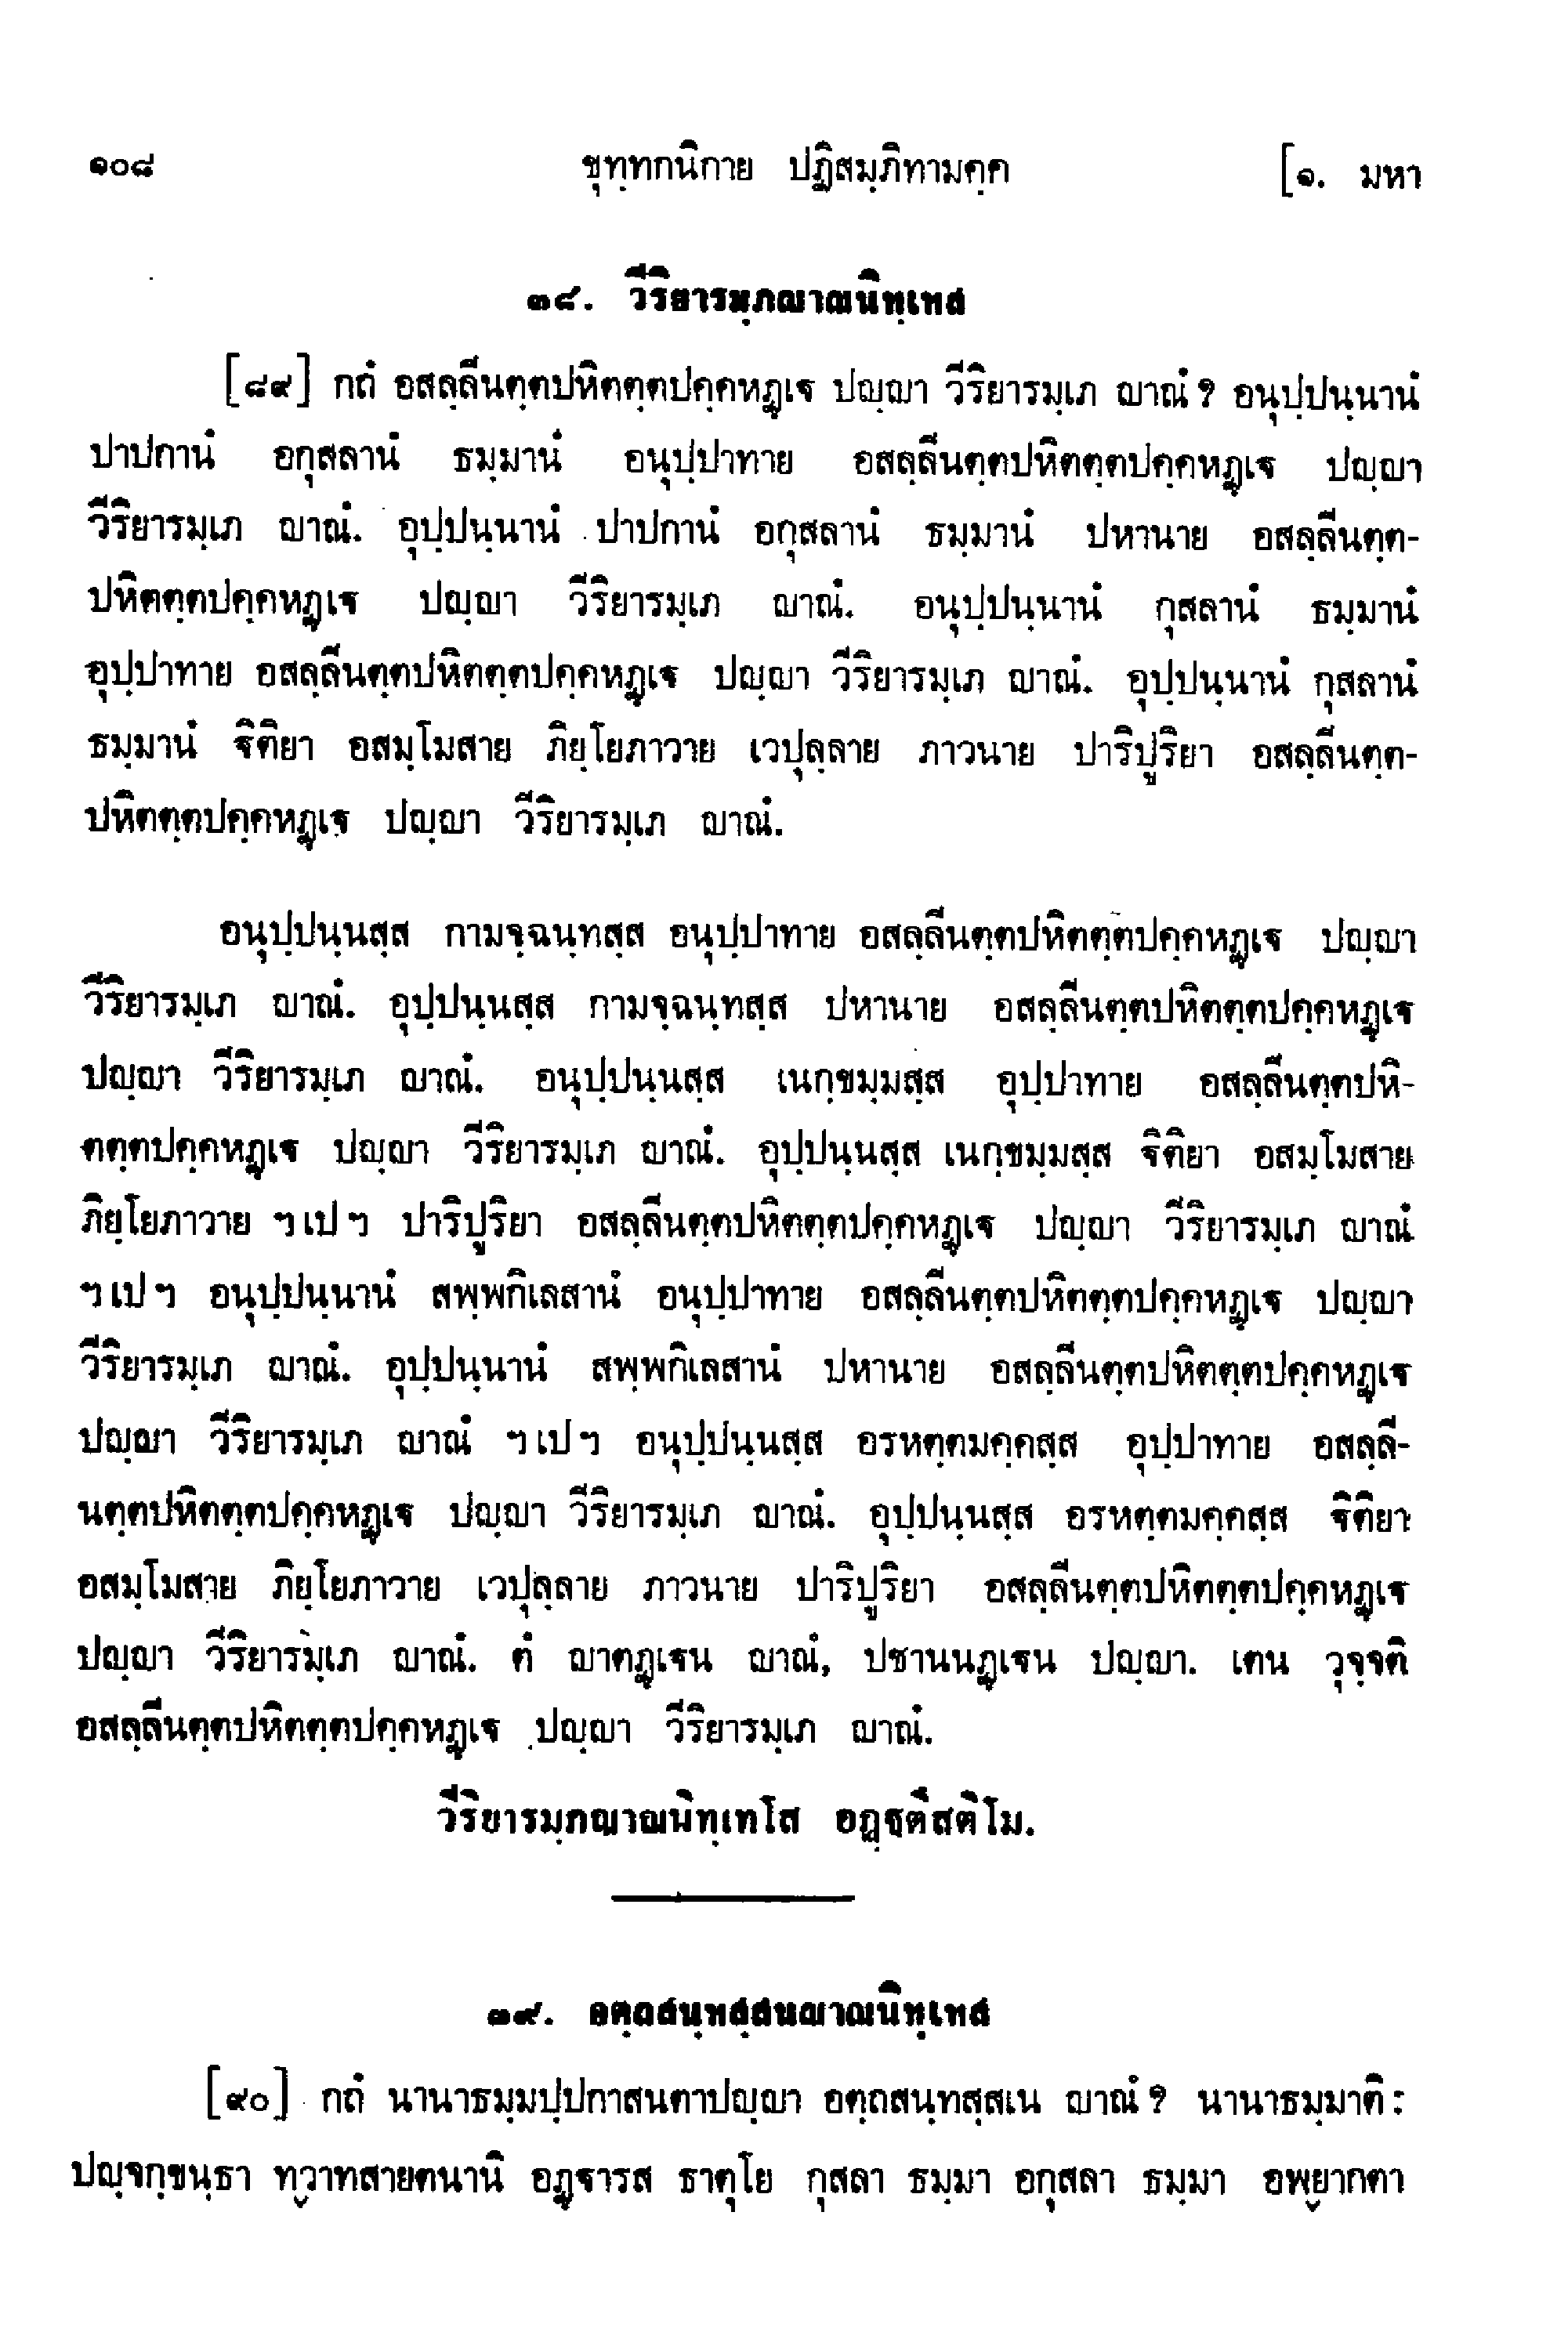 ๑๐๘ ขุทฺทกนิกาย ปฏิสมฺภิทามคฺค [๑. มหา
๓๘. วีริยารมฺภญาณนิทฺเทส
[๘๙] กถํ อสลฺลีนตฺตปหิตตฺตปคฺคหฏฺเฐ ปญฺญา วีริยารมฺเภ ญาณํ ? อนุปฺปนฺนานํ
ปาปกานํ อกุสลานํ ธมฺมานํ อนุปฺปาทาย อสลฺลีนตฺตปหิตตฺตปคฺคหฏฺเฐ ปญฺญา
วีริยารมฺเภ ญาณํ. อุปฺปนฺนานํ ปาปกานํ อกุสลานํ ธมฺมานํ ปหานาย อสลฺลีนตฺต-
ปหิตตฺตปคฺคหฏฺเฐ ปญฺญา วีริยารมฺเภ ญาณํ. อนุปฺปนฺนานํ กุสลานํ ธมฺมานํ
อุปฺปาทาย อสลฺลีนตฺตปหิตตฺตปคฺคหฏฺเฐ ปญฺญา วีริยารมฺเภ ญาณํ. อุปฺปนฺนานํ กุสลานํ
ธมฺมานํ ฐิติยา อสมฺโมสาย ภิยฺโยภาวาย เวปุลฺลาย ภาวนาย ปาริปูริยา อสลฺลีนตฺต-
ปหิตตฺตปคฺคหฏฺเฐ ปญฺญา วีริยารมฺเภ ญาณํ.
อนุปฺปนฺนสฺส กามจฺฉนฺทสฺส อนุปฺปาทาย อสลฺลีนตฺตปหิตตฺตปคฺคหฏฺเฐ ปญฺญา
วีริยารมฺเภ ญาณํ. อุปฺปนฺนสฺส กามจฺฉนฺทสฺส ปหานาย อสลฺลีนตฺตปหิตตฺตปคฺคหฏฺเฐ
ปญฺญา วีริยารมฺเภ ญาณํ. อนุปฺปนฺนสฺส เนกฺขมฺมสฺส อุปฺปาทาย อสลฺลีนตฺตปหิ-
ตตฺตปคฺคหฏฺเฐ ปญฺญา วีริยารมฺเภ ญาณํ. อุปฺปนฺนสฺส เนกฺขมฺมสฺส ฐิติยา อสมฺโมสาย
ภิยฺโยภาวาย ฯ เป ฯ ปาริปูริยา อสลฺลีนตฺตปหิตตฺตปคฺคหฏฺเฐ ปญฺญา วีริยารมฺเภ ญาณํ
ฯ เป ฯ อนุปฺปนฺนานํ สพฺพกิเลสานํ อนุปฺปาทาย อสลฺลีนตฺตปหิตตฺตปคฺคหฏฺเฐ ปญฺญา
วีริยารมฺเภ ญาณํ. อุปฺปนฺนานํ สพฺพกิเลสานํ ปหานาย อสลฺลีนตฺตปหิตตฺตปคฺคหฏฺเฐ
ปญฺญา วีริยารมฺเภ ญาณํ ฯ เป ฯ อนุปฺปนฺนสฺส อรหตฺตมคฺคสฺส อุปฺปาทาย อสลฺลี-
นตฺตปหิตตฺตปคฺคหฏฺเฐ ปญฺญา วีริยารมฺเภ ญาณํ. อุปฺปนฺนสฺส อรหตฺตมคฺคสฺส ฐิติยา
อสมฺโมสาย ภิยฺโยภาวาย เวปุลฺลาย ภาวนาย ปาริปูริยา อสลฺลีนตฺตปหิตตฺตปคฺคหฏฺเฐ
ปญฺญา วีริยารมฺเภ ญาณํ. ตํ ญาตฏฺเฐน ญาณํ, ปชานนฏฺเฐน ปญฺญา. เตน วุจฺจติ
อสลฺลีนตฺตปหิตตฺตปคฺคหฏฺเฐ ปญฺญา วีริยารมฺเภ ญาณํ.
วีริยารมฺภญาณนิทฺเทโส อฏฺฐตีสติโม.
๓๙. อตฺถสนฺทสฺสนญาณนิทฺเทส
[๙๐] กถํ นานาธมฺมปฺปกาสนตาปญฺญา อตฺถสนฺทสฺสเน ญาณํ ? นานาธมฺมาติ :
ปญฺจกฺขนฺธา ทฺวาทสายตนานิ อฏฺฐารส ธาตุโย กุสลา ธมฺมา อกุสลา ธมฺมา อพฺยากตา